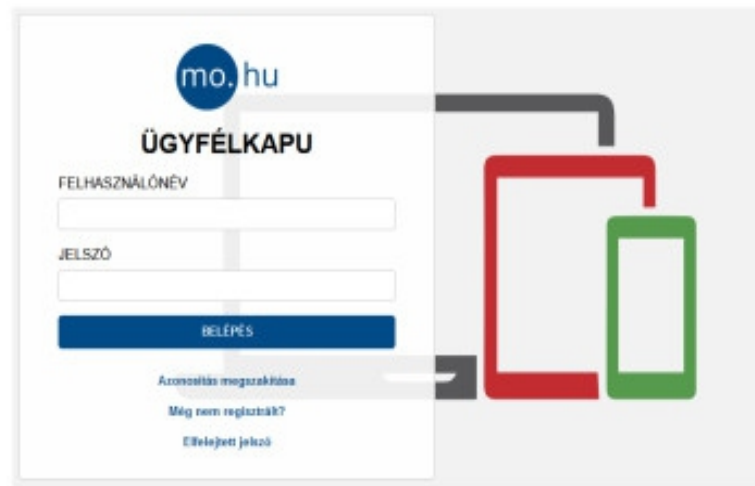 mo.hu
ÜGYFÉLKAPU
FELHASZNÁLÓNÉV
JELSZÓ
BELÉPÉS
Azonosítás megszakítása
Még nem regisztrált?
Elfelejtett jelszó